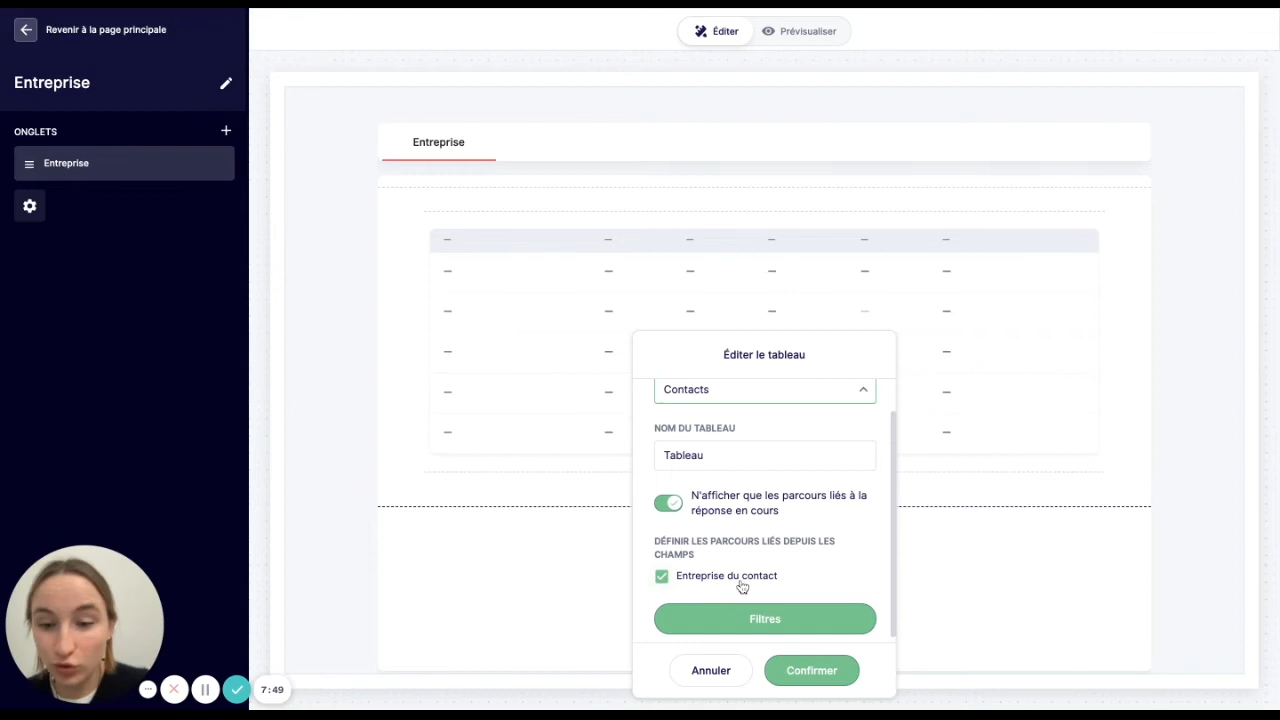 Revenir à la page principale
Éditer
Prévisualiser
Entreprise
ONGLETS
Entreprise
Entreprise
Éditer le tableau
Contacts
NOM DU TABLEAU
Tableau
N'afficher que les parcours liés à la
réponse en cours
DÉFINIR LES PARCOURS LIÉS DEPUIS LES
CHAMPS
Entreprise du contact
Filtres
Annuler
Confirmer
7:49